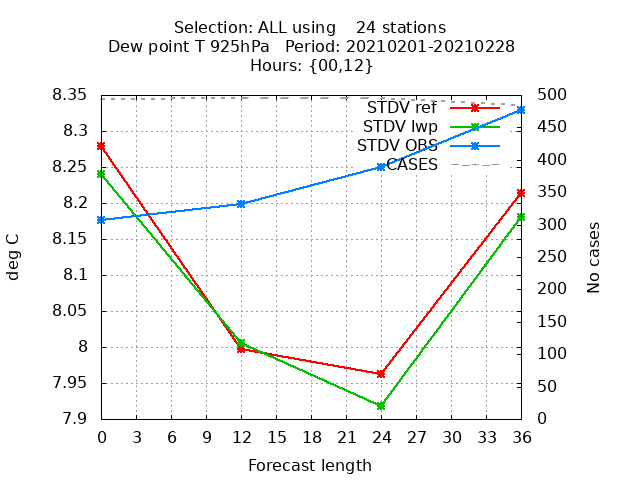 Selection: ALL using    24 stations
Dew point T 925hPa   Period: 20210201-20210228
Hours: {00,12}
8.35
8.3
8.25
8.2
8.15
8.1
8.05
8
7.95
7.9
deg C
STDV ref
STDV lwp
STDV OBS
CASES
500
450
400
350
300
250
200
150
100
50
0
No cases
0 3 6 9 12 15 18 21 24 27 30 33 36
Forecast length